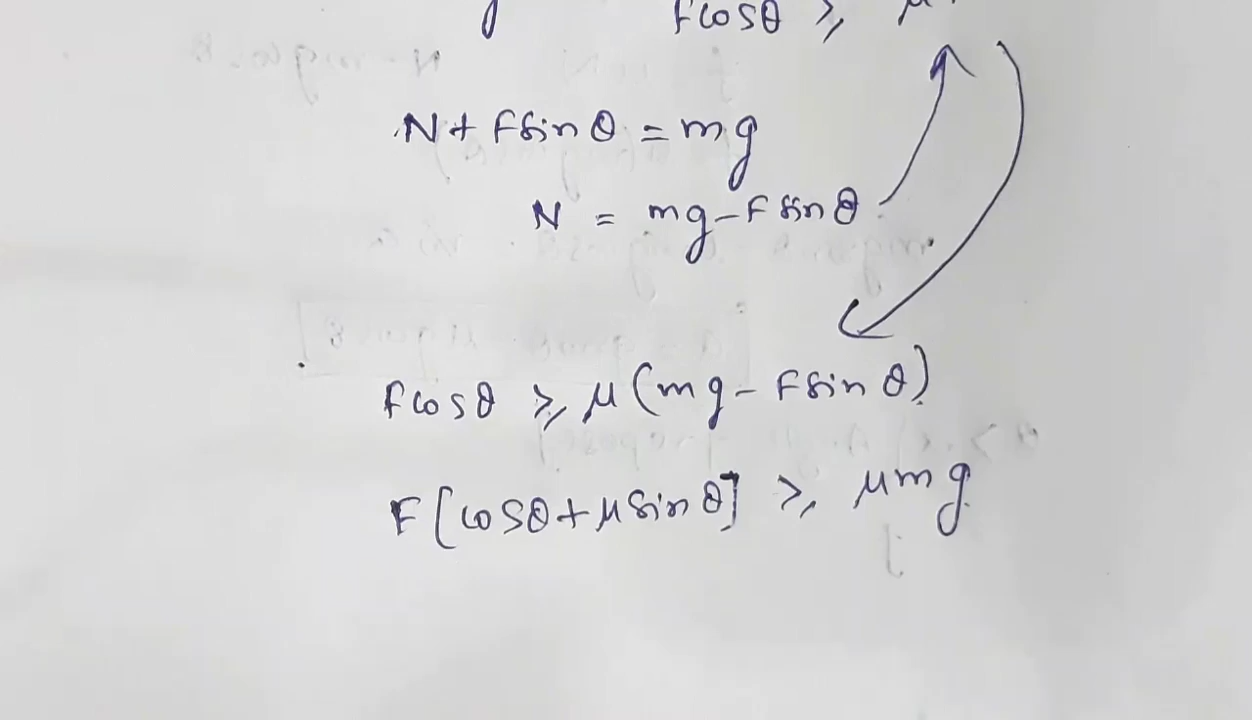 Fcosθ ≥ μ
N + Fsinθ = mg
N = mg - Fsinθ
Fcosθ ≥ μ(mg - Fsinθ)
F[cosθ + μsinθ] ≥ μmg